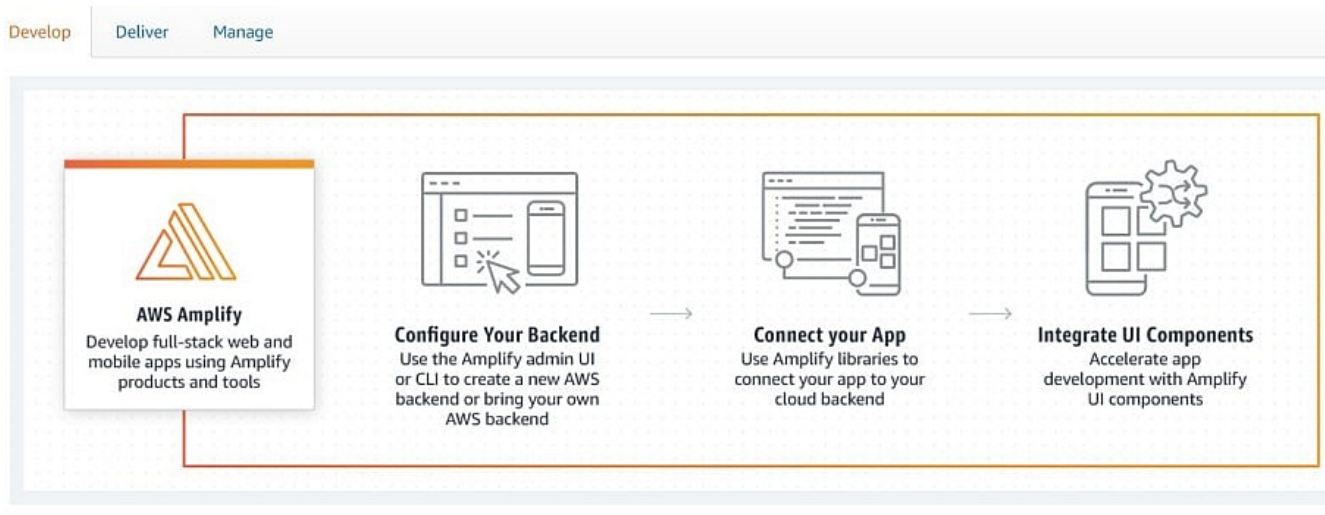 Develop
Deliver
Manage
AWS Amplify
Develop full-stack web and
mobile apps using Amplify
products and tools
Configure Your Backend
Use the Amplify admin UI
or CLI to create a new AWS
backend or bring your own
AWS backend
Connect your App
Use Amplify libraries to
connect your app to your
cloud backend
Integrate UI Components
Accelerate app
development with Amplify
UI components